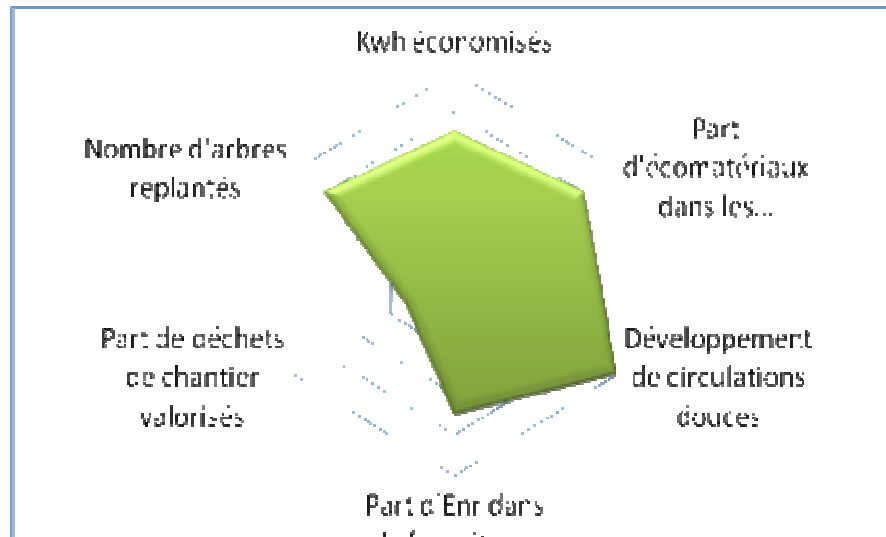 Kwh économisés
Part
d'écomatériaux
dans les...
Développement
de circulations
douces
Part d'Enr dans
Part de déchets
de chantier
valorisés
Nombre d'arbres
replantés